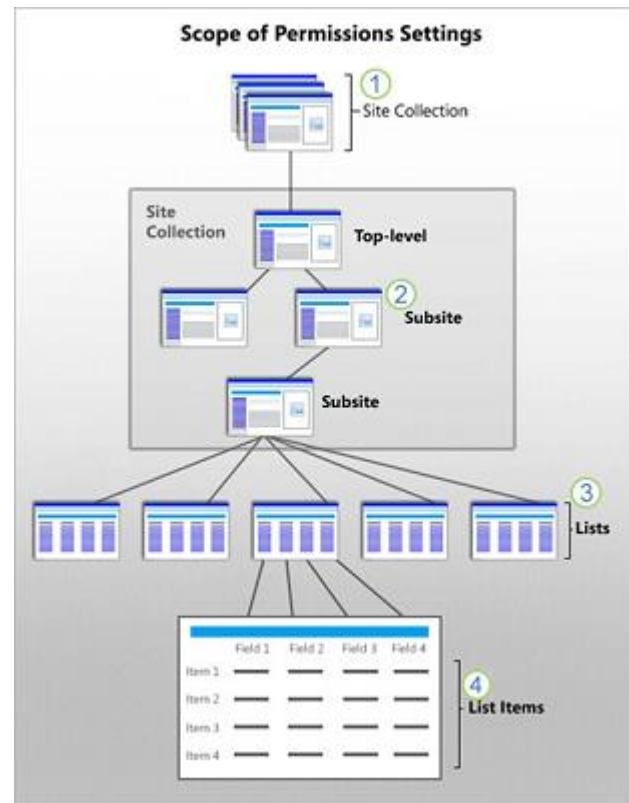 Scope of Permissions Settings
1
Site Collection
Site
Collection
Top-level
2
Subsite
Subsite
3
Lists
Field 1 Field 2 Field 3 Field 4
Item 1
Item 2
Item 3
Item 4
4
List Items